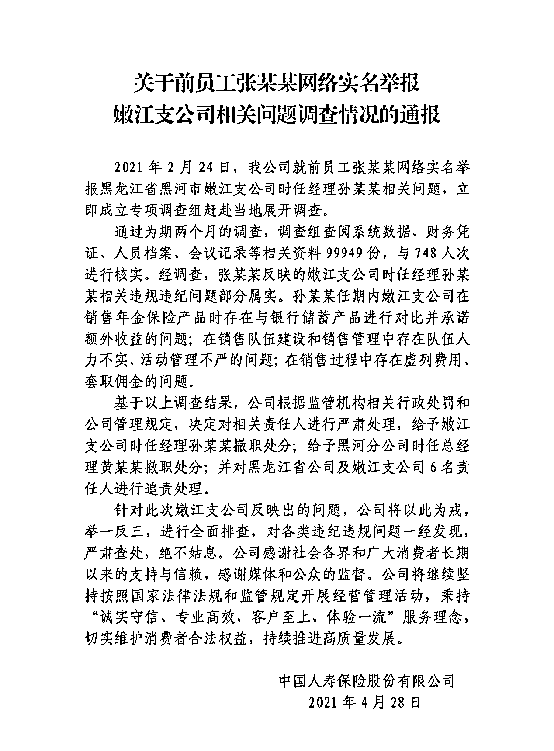 关于前员工张某某网络实名举报
嫩江支公司相关问题调查情况的通报
2021 年 2 月 24 日，我公司就前员工张某某网络实名举
报黑龙江省黑河市嫩江支公司时任经理孙某某相关问题，立
即成立专项调查组赶赴当地展开调查。
通过为期两个月的调查，调查组查阅系统数据、财务凭
证、人员档案、会议记录等相关资料 99949 份，与 748 人次
进行核实。经调查，张某某反映的嫩江支公司时任经理孙某
某相关违规违纪问题部分属实。孙某某任期内嫩江支公司在
销售年金保险产品时存在与银行储蓄产品进行对比并承诺
额外收益的问题；在销售队伍建设和销售管理中存在队伍人
力不实、活动管理不严的问题；在销售过程中存在虚列费用、
套取佣金的问题。
基于以上调查结果，公司根据监管机构相关行政处罚和
公司管理规定，决定对相关责任人进行严肃处理，给予嫩江
支公司时任经理孙某某撤职处分；给予黑河分公司时任总经
理黄某某撤职处分；并对黑龙江省公司及嫩江支公司 6 名责
任人进行追责处理。
针对此次嫩江支公司反映出的问题，公司将以此为戒，
举一反三，进行全面排查，对各类违纪违规问题一经发现，
严肃查处，绝不姑息。公司感谢社会各界和广大消费者长期
以来的支持与信赖，感谢媒体和公众的监督。公司将继续坚
持按照国家法律法规和监管规定开展经营管理活动，秉持
“诚实守信、专业高效、客户至上、体验一流”服务理念，
切实维护消费者合法权益，持续推进高质量发展。
中国人寿保险股份有限公司
2021 年 4 月 28 日